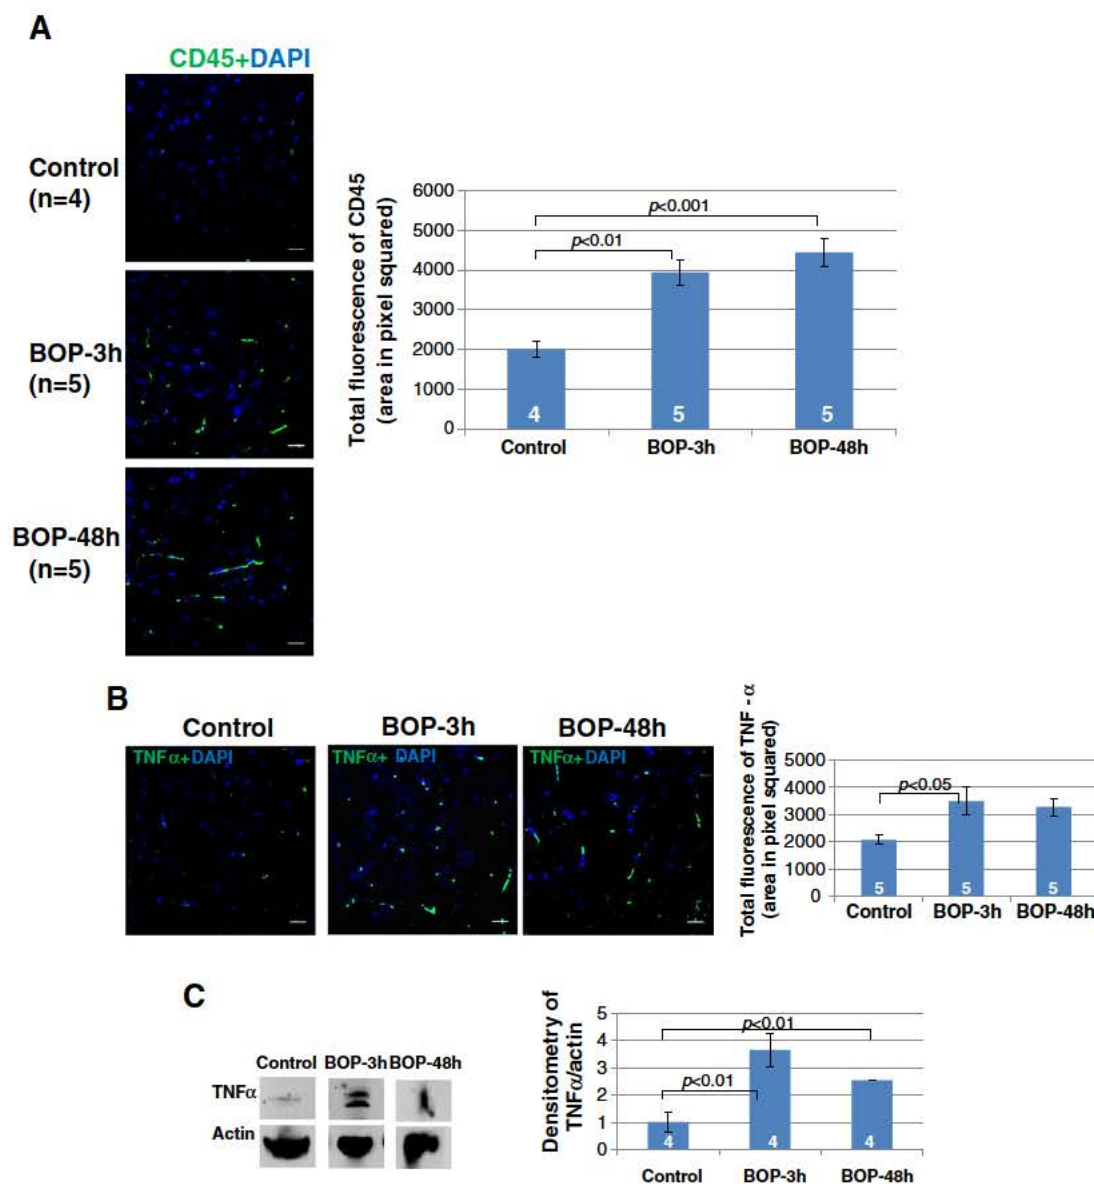 A
CD45+DAPI
Control
(n=4)
BOP-3h
(n=5)
BOP-48h
(n=5)
Total fluorescence of CD45
(area in pixel squared)
6000
5000
4000
3000
2000
1000
0
p<0.001
p<0.01
4
5
5
Control
BOP-3h
BOP-48h
B
Control
BOP-3h
BOP-48h
TNFα+DAPI
TNFα+ DAPI
TNFα+DAPI
Total fluorescence of TNF -α
(area in pixel squared)
5000
4000
3000
2000
1000
0
p<0.05
5
5
5
Control
BOP-3h
BOP-48h
C
Control
BOP-3h
BOP-48h
TNFα
Actin
Densitometry of
TNFα/actin
5
4
3
2
1
0
p<0.01
p<0.01
4
4
4
Control
BOP-3h
BOP-48h